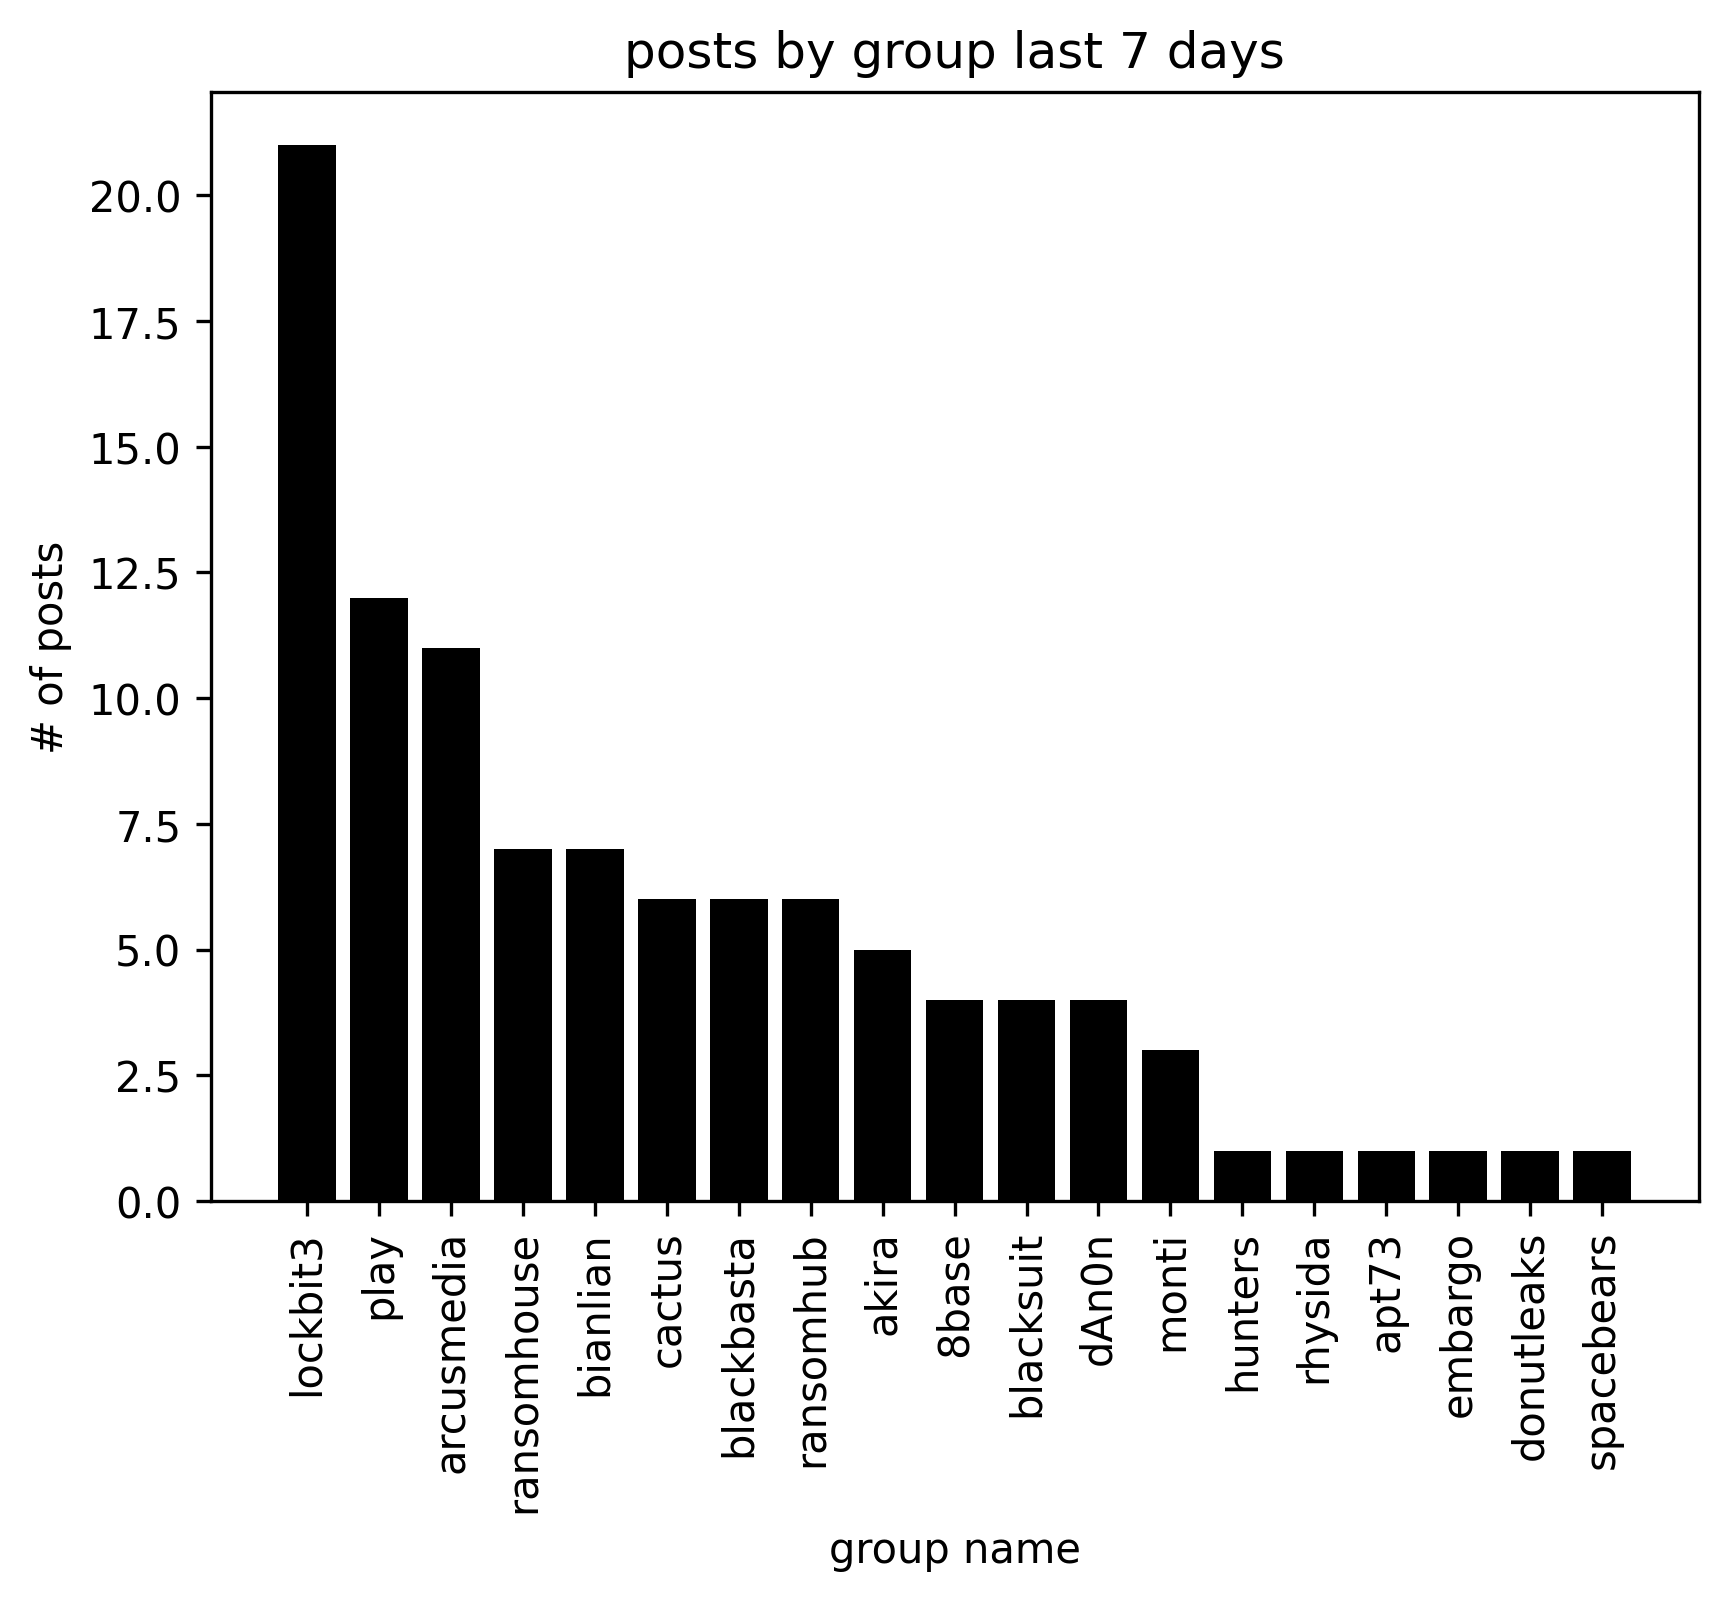 posts by group last 7 days
# of posts
20.0
17.5
15.0
12.5
10.0
7.5
5.0
2.5
0.0
lockbit3
play
arcusmedia
ransomhouse
bianlian
cactus
blackbasta
ransomhub
akira
8base
blacksuit
dAn0n
monti
hunters
rhysida
apt73
embargo
donutleaks
spacebears
group name